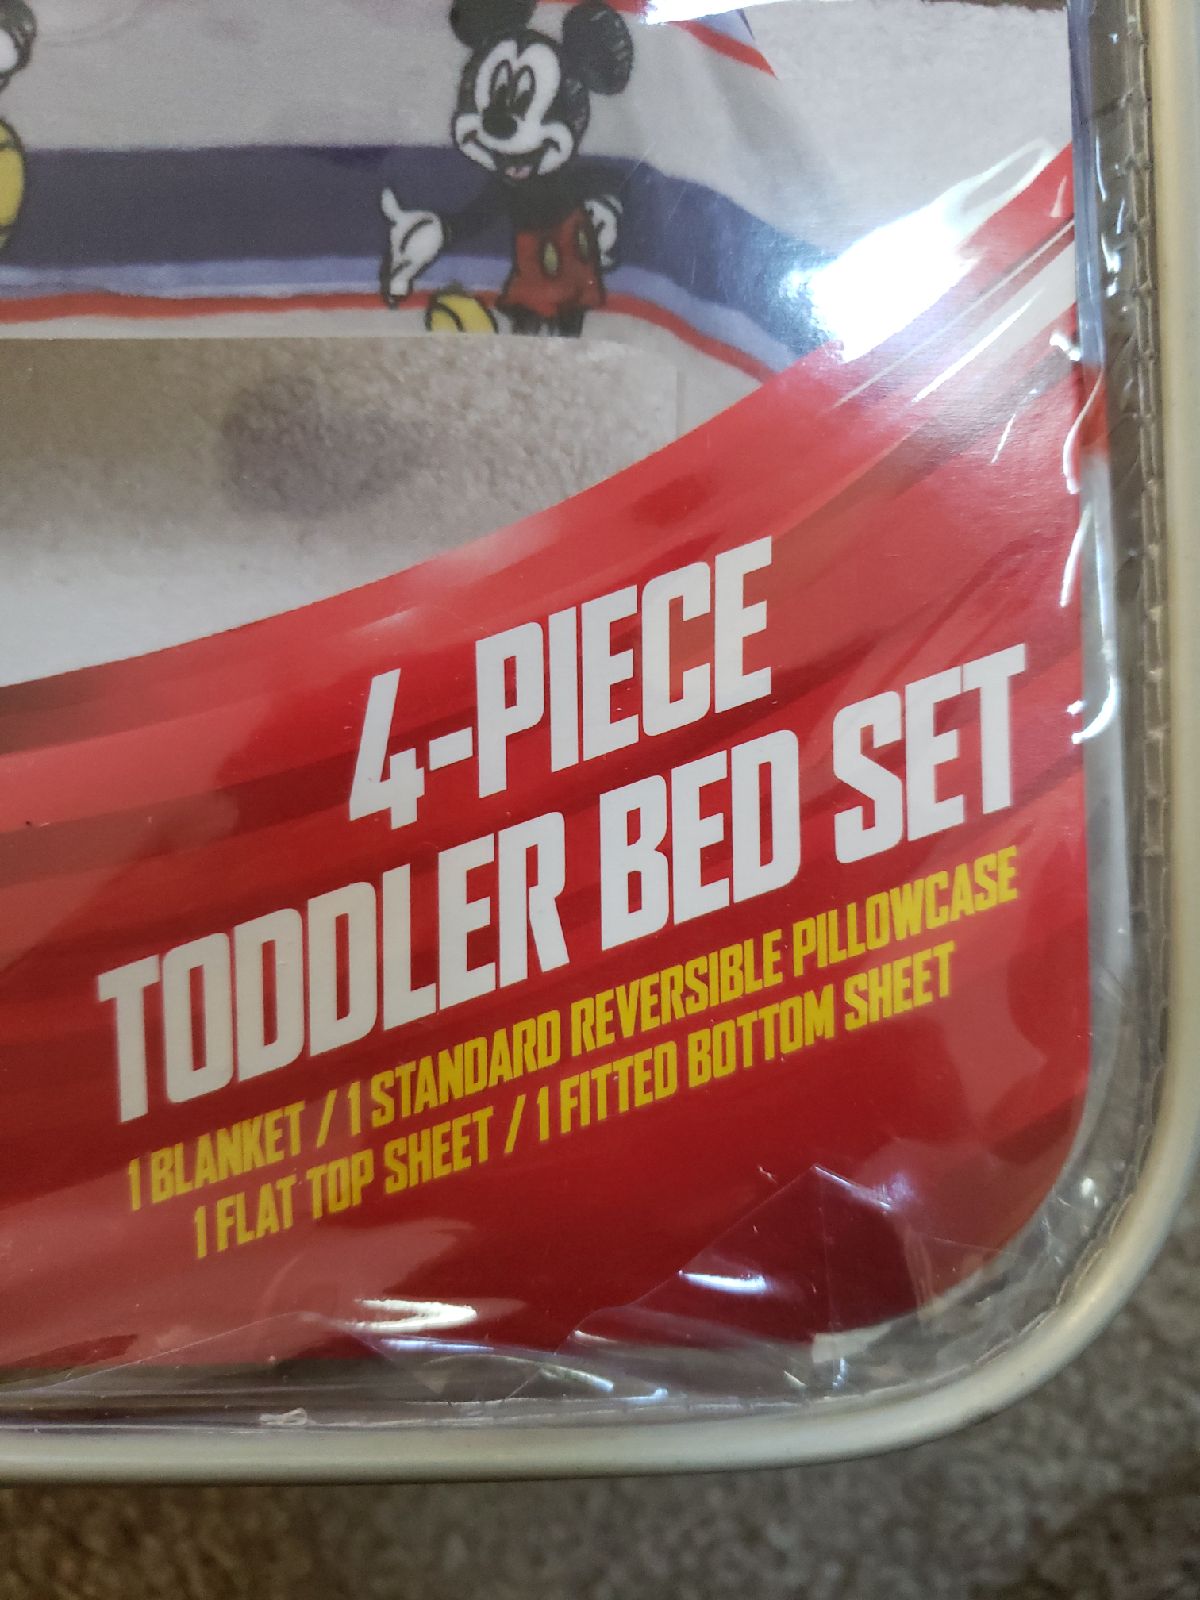 4-PIECE
TODDLER BED SET
1 BLANKET / 1 STANDARD REVERSIBLE PILLOWCASE
1 FLAT TOP SHEET / 1 FITTED BOTTOM SHEET